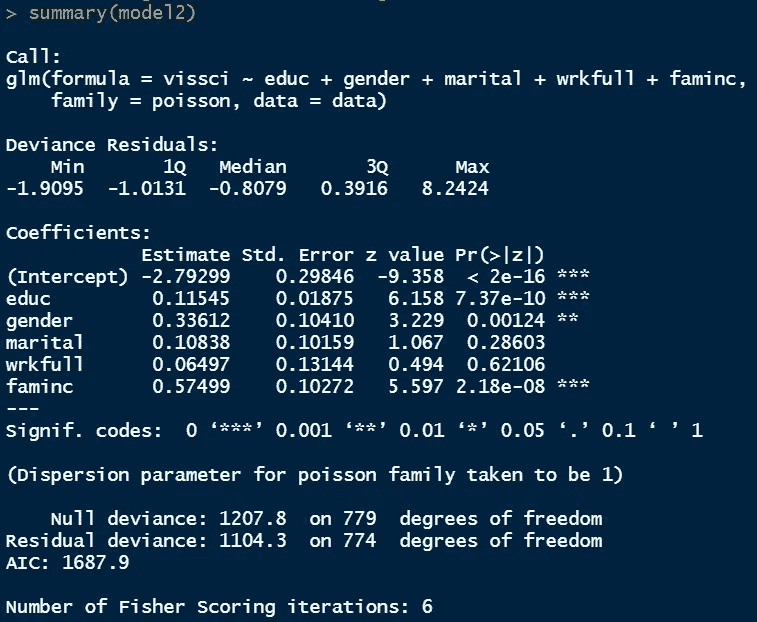 > summary(model2)
Call:
glm(formula = vissci ~ educ + gender + marital + wrkfull + faminc,
    family = poisson, data = data)
Deviance Residuals:
    Min       1Q   Median       3Q      Max
-1.9095  -1.0131  -0.8079   0.3916   8.2424
Coefficients:
            Estimate Std. Error z value Pr(>|z|)
(Intercept) -2.79299    0.29846  -9.358  < 2e-16 ***
educ         0.11545    0.01875   6.158 7.37e-10 ***
gender       0.33612    0.10410   3.229  0.00124 **
marital      0.10838    0.10159   1.067  0.28603
wrkfull      0.06497    0.13144   0.494  0.62106
faminc       0.57499    0.10272   5.597 2.18e-08 ***
---
Signif. codes:  0 ‘***’ 0.001 ‘**’ 0.01 ‘*’ 0.05 ‘.’ 0.1 ‘ ’ 1
(Dispersion parameter for poisson family taken to be 1)
    Null deviance: 1207.8  on 779  degrees of freedom
Residual deviance: 1104.3  on 774  degrees of freedom
AIC: 1687.9
Number of Fisher Scoring iterations: 6